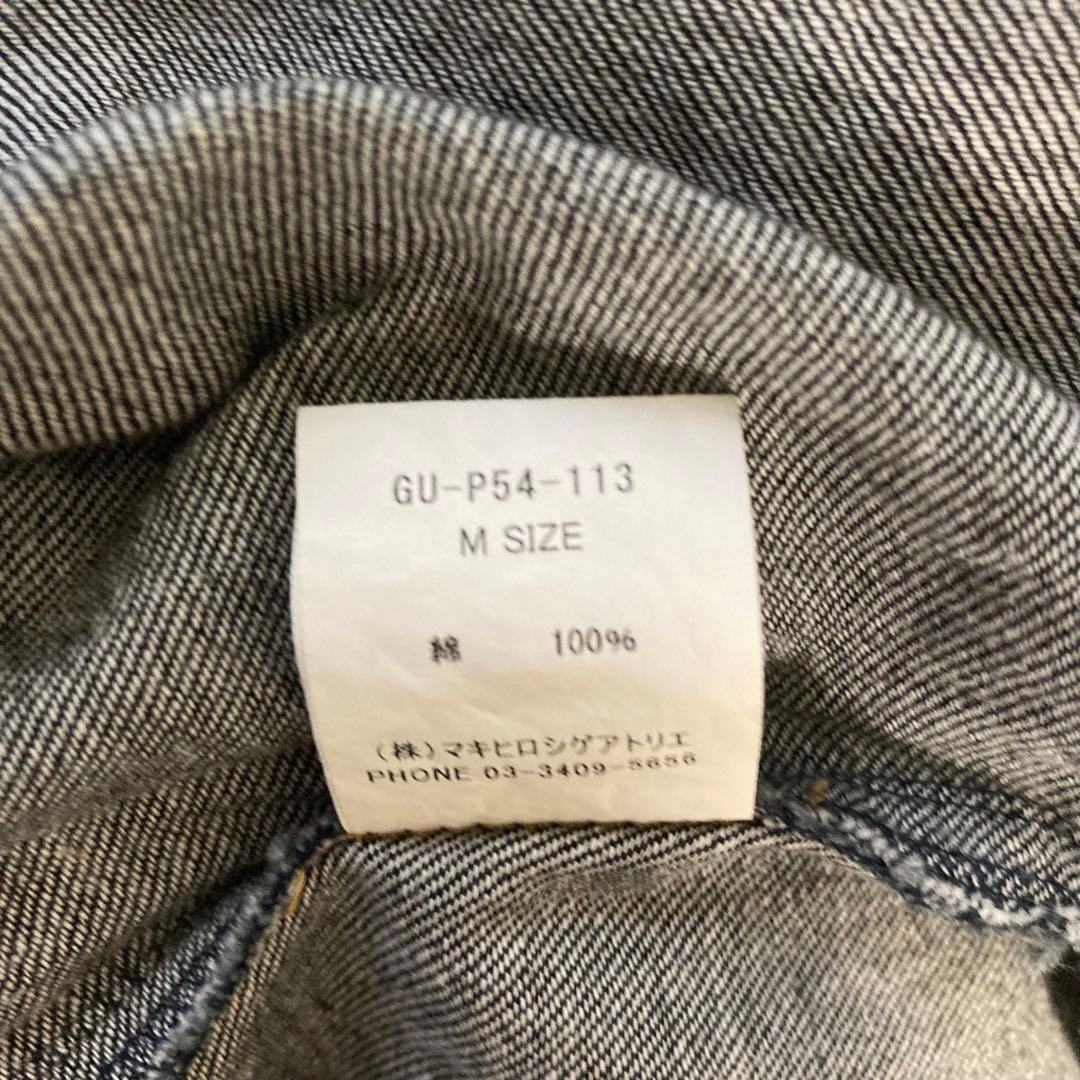 GU-P54-113
M SIZE
綿 100%
(株)マキヒロシゲアトリエ
PHONE 03-3409-5656